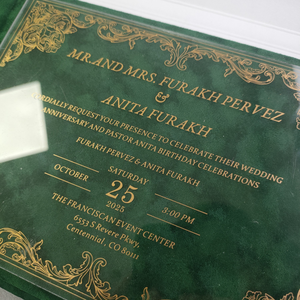 MR AND MRS. FURAKH PERVEZ
&
ANITA FURAKH
CORDIALLY REQUEST YOUR PRESENCE TO CELEBRATE THEIR WEDDING
ANNIVERSARY AND PASTOR ANITA BIRTHDAY CELEBRATIONS
FURAKH PERVEZ & ANITA FURAKH
SATURDAY
OCTOBER 25 3:00 PM
2025
THE FRANCISCAN EVENT CENTER
6353 S Revere Pkwy,
Centennial, CO 80111